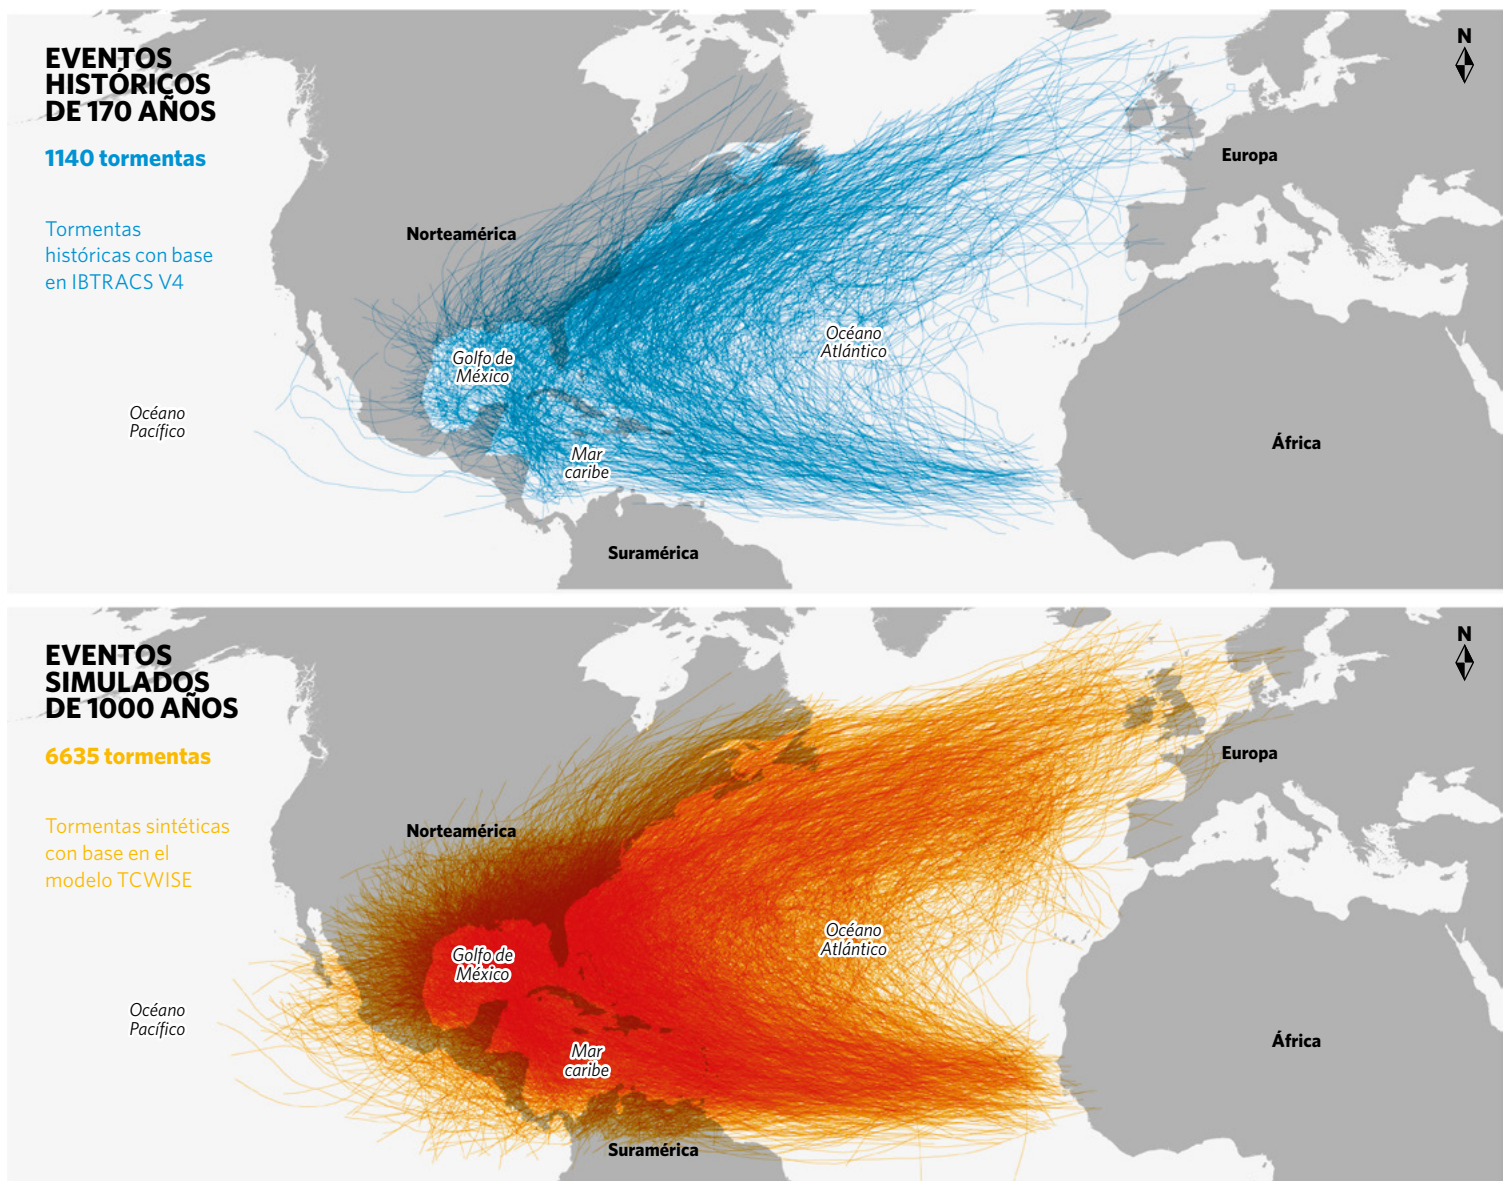 EVENTOS
HISTÓRICOS
DE 170 AÑOS
1140 tormentas
Tormentas
históricas con base
en IBTRACS V4
N
Europa
Norteamérica
Océano
Atlántico
Golfo de
México
Océano
Pacífico
África
Mar
caribe
Suramérica
EVENTOS
SIMULADOS
DE 1000 AÑOS
6635 tormentas
Tormentas sintéticas
con base en el
modelo TCWISE
N
Europa
Norteamérica
Océano
Atlántico
Golfo de
México
Océano
Pacífico
África
Mar
caribe
Suramérica